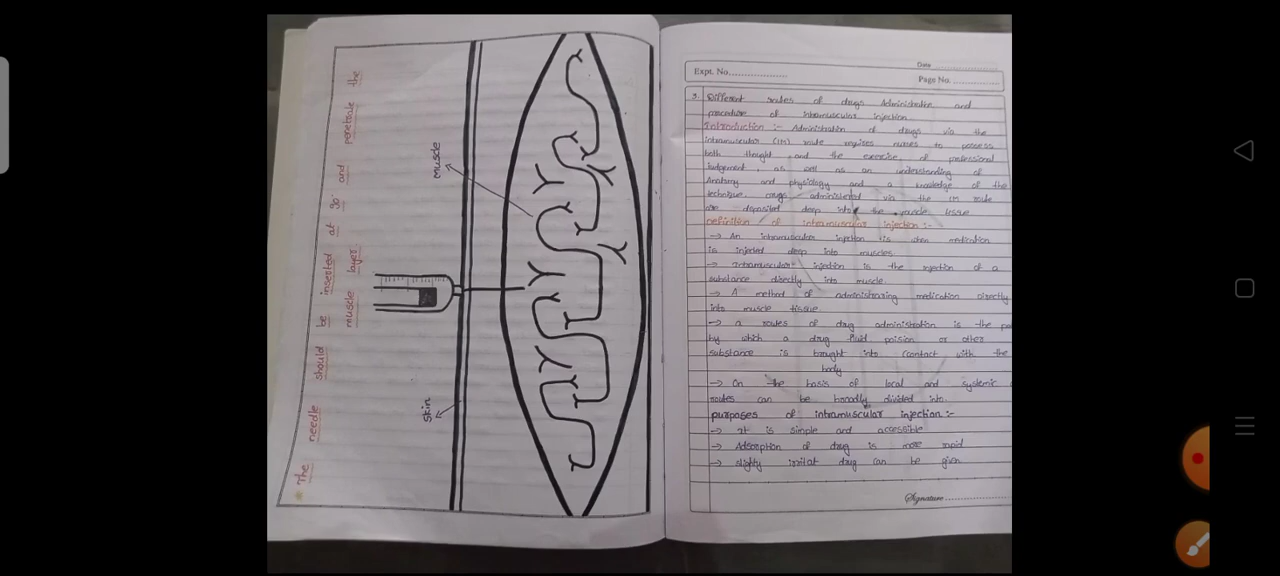 The needle should be inserted at 90° and penetrate the
muscle layer
muscle
skin
Date
Expt. No.
Page No.
3. Different routes of drugs Administration and
procedure of intramuscular injection
Introduction :- Administration of drugs via the
intramuscular (IM) route requires nurses to possess
both thought and the exercise of professional
judgement, as well as an understanding of
Anatomy and physiology and a knowledge of the
technique. drugs administered via the IM route
are deposited deep into the muscle tissue
Definition of intramuscular injection :-
→ An intramuscular injection is when medication
is injected deep into muscles.
→ Intramuscular injection is the injection of a
substance directly into muscle.
→ A method of administrazing medication directly
into muscle tissue.
→ a routes of drug administration is the
by which a drug fluid poision or other
substance is brought into contact with the
body
→ On the basis of local and systemic
routes can be broadly divided into.
purposes of intramuscular injection :-
→ It is simple and accessible
→ Adsorption of drug is more rapid
→ slighty irritat drug can be given
Signature